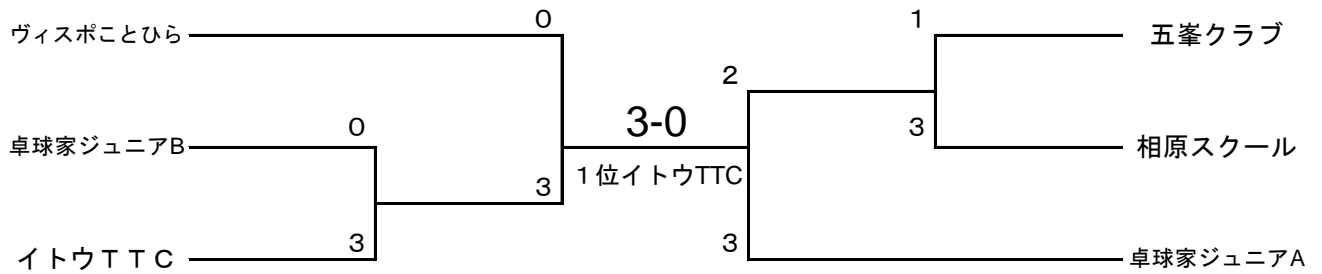 0
1
ヴィスポことひら
五峯クラブ
2
3-0
0
3
卓球家ジュニアB
相原スクール
1位イトウTTC
3
3
3
イトウTTC
卓球家ジュニアA